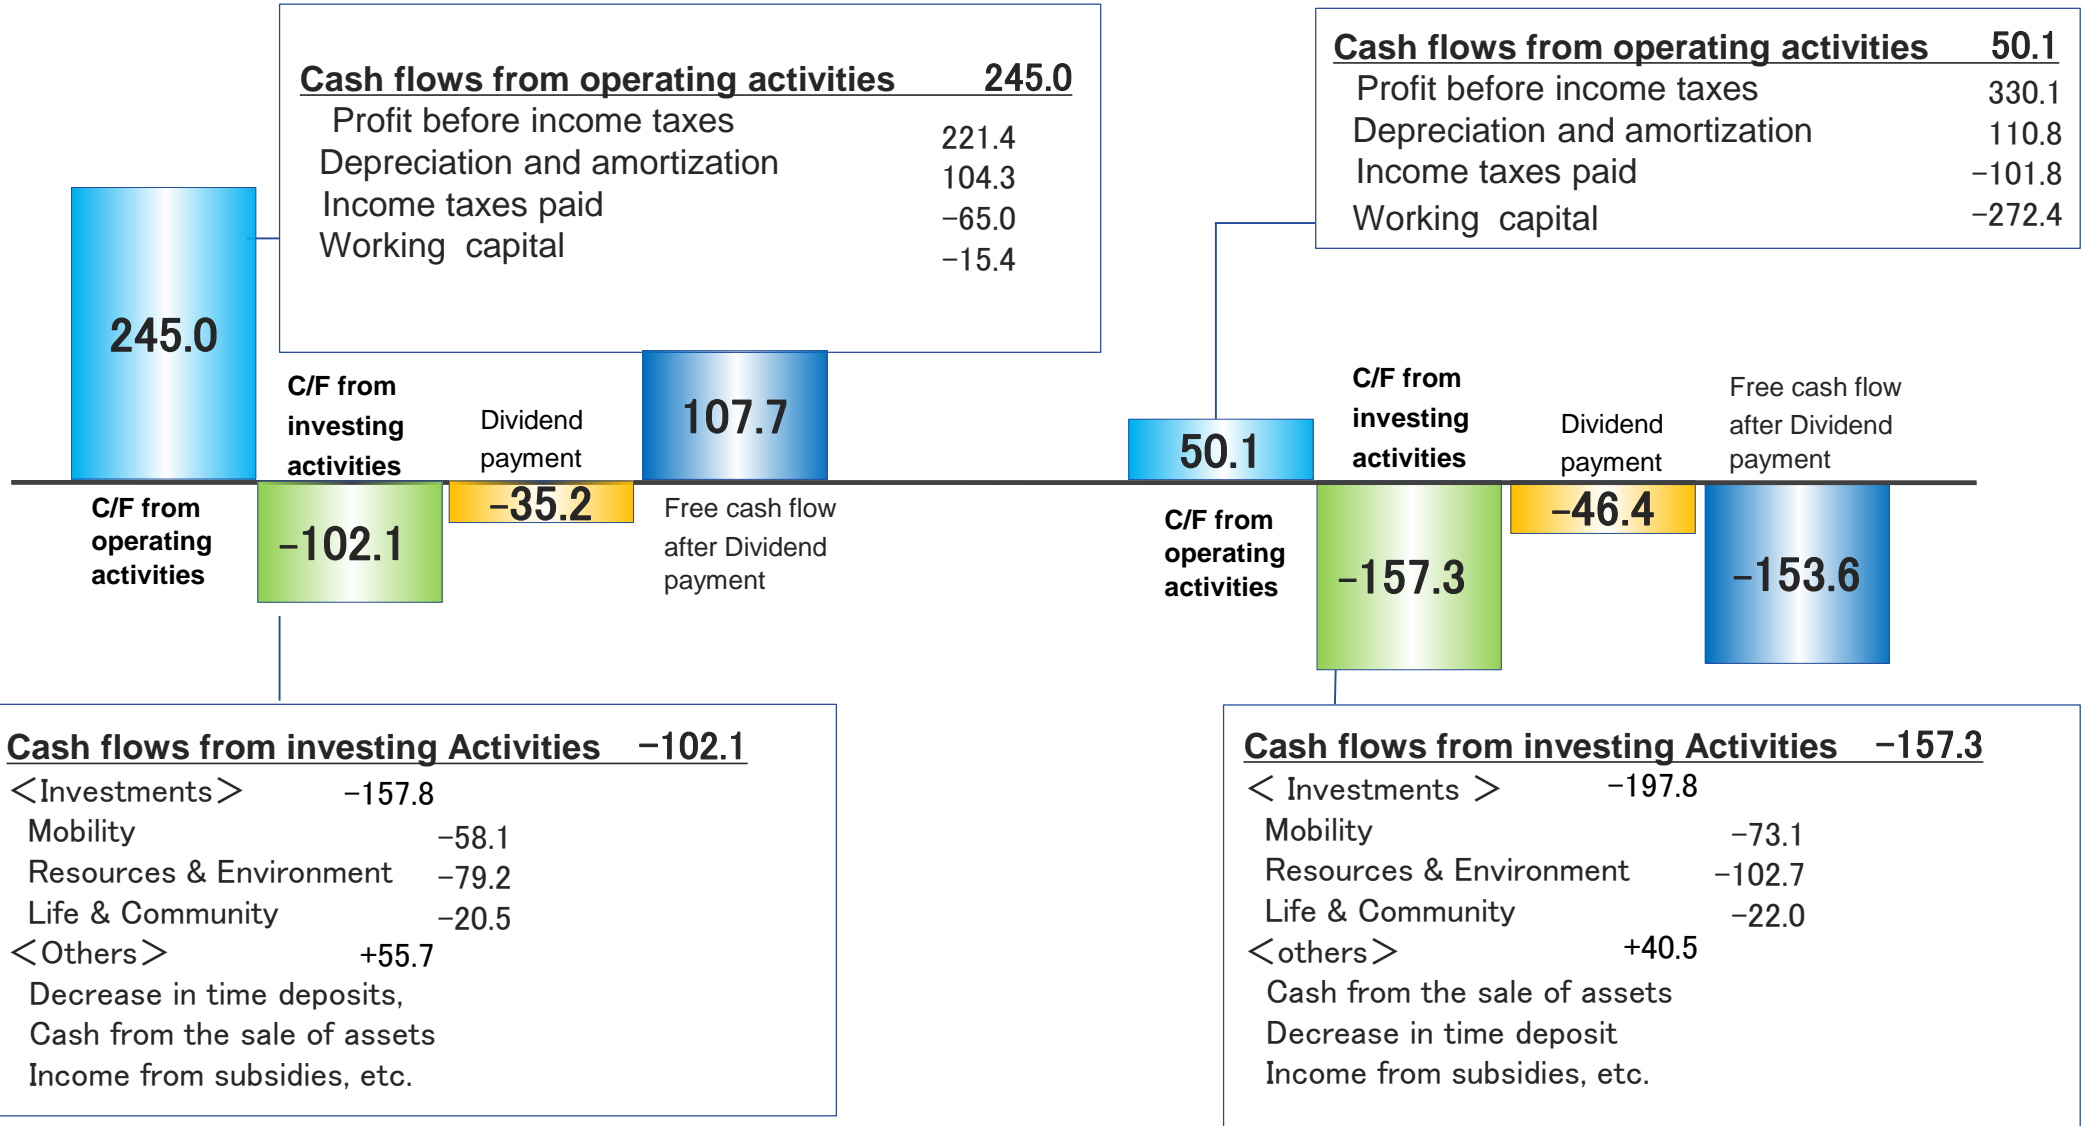 Cash flows from operating activities 245.0
Profit before income taxes 221.4
Depreciation and amortization 104.3
Income taxes paid -65.0
Working capital -15.4
245.0
C/F from
operating
activities
C/F from
investing
activities
-102.1
Dividend
payment
-35.2
107.7
Free cash flow
after Dividend
payment
Cash flows from investing Activities -102.1
<Investments> -157.8
Mobility -58.1
Resources & Environment -79.2
Life & Community -20.5
<Others> +55.7
Decrease in time deposits,
Cash from the sale of assets
Income from subsidies, etc.
Cash flows from operating activities 50.1
Profit before income taxes 330.1
Depreciation and amortization 110.8
Income taxes paid -101.8
Working capital -272.4
50.1
C/F from
operating
activities
C/F from
investing
activities
-157.3
Dividend
payment
-46.4
Free cash flow
after Dividend
payment
-153.6
Cash flows from investing Activities -157.3
< Investments > -197.8
Mobility -73.1
Resources & Environment -102.7
Life & Community -22.0
<others> +40.5
Cash from the sale of assets
Decrease in time deposit
Income from subsidies, etc.